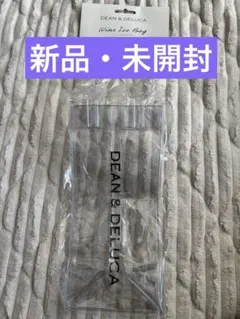 DEAN & DELUCA
Wine Ice Bag
新品・未開封
DEAN & DELUCA